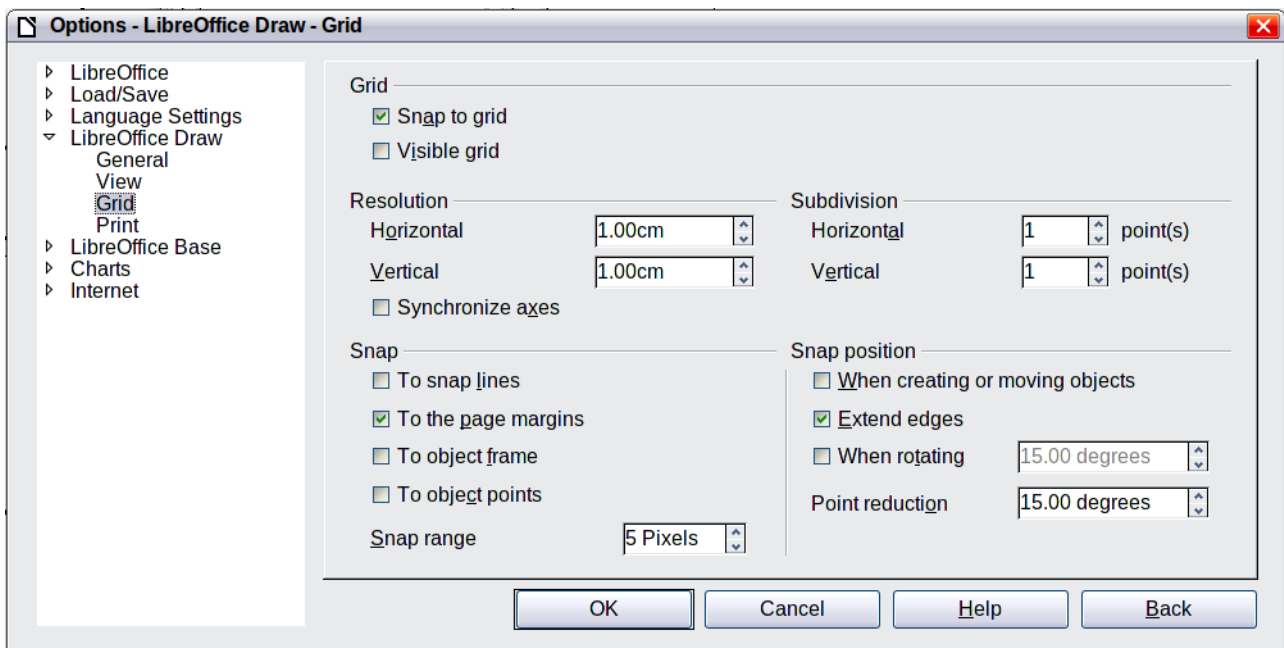 Options - LibreOffice Draw - Grid
LibreOffice
Load/Save
Language Settings
LibreOffice Draw
General
View
Grid
Print
LibreOffice Base
Charts
Internet
Grid
Snap to grid
Visible grid
Resolution
Horizontal 1.00cm
Vertical 1.00cm
Synchronize axes
Subdivision
Horizontal 1 point(s)
Vertical 1 point(s)
Snap
To snap lines
To the page margins
To object frame
To object points
Snap range 5 Pixels
Snap position
When creating or moving objects
Extend edges
When rotating 15.00 degrees
Point reduction 15.00 degrees
OK Cancel Help Back